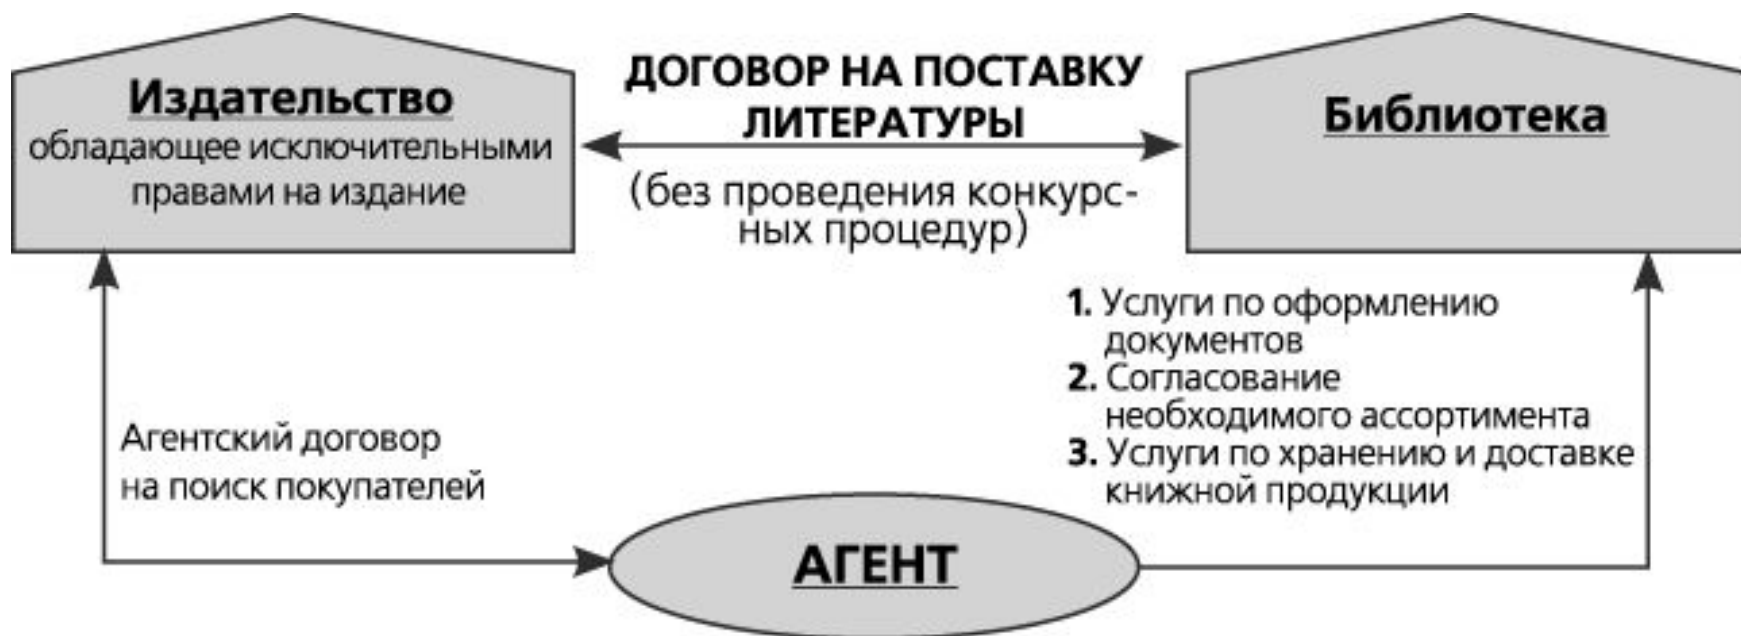 Издательство
обладающее исключительными
правами на издание
ДОГОВОР НА ПОСТАВКУ
ЛИТЕРАТУРЫ
(без проведения конкурс-
ных процедур)
Библиотека
Агентский договор
на поиск покупателей
1. Услуги по оформлению
документов
2. Согласование
необходимого ассортимента
3. Услуги по хранению и доставке
книжной продукции
АГЕНТ